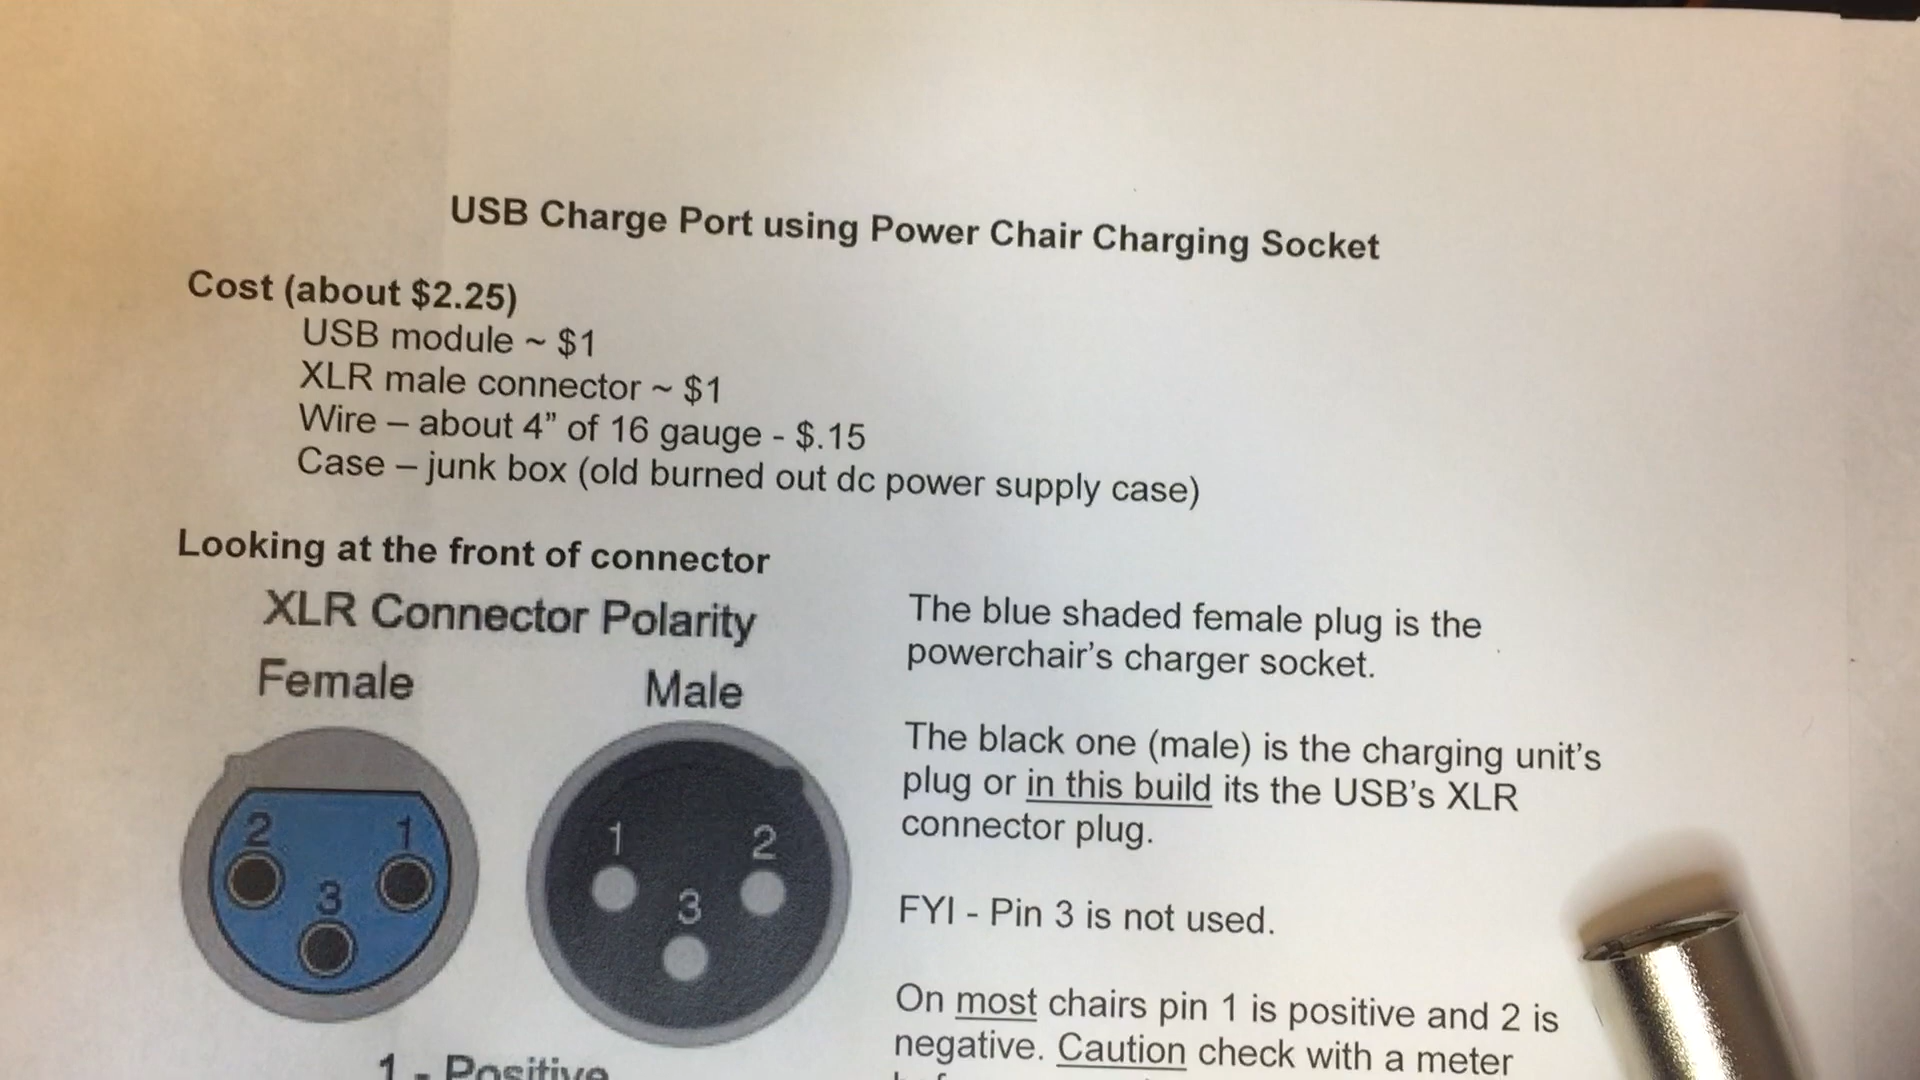 USB Charge Port using Power Chair Charging Socket
Cost (about $2.25)
USB module ~ $1
XLR male connector ~ $1
Wire – about 4” of 16 gauge - $.15
Case – junk box (old burned out dc power supply case)
Looking at the front of connector
XLR Connector Polarity
Female
Male
2
1
3
1
2
3
1 - Positive
The blue shaded female plug is the
powerchair’s charger socket.
The black one (male) is the charging unit’s
plug or in this build its the USB’s XLR
connector plug.
FYI - Pin 3 is not used.
On most chairs pin 1 is positive and 2 is
negative. Caution check with a meter